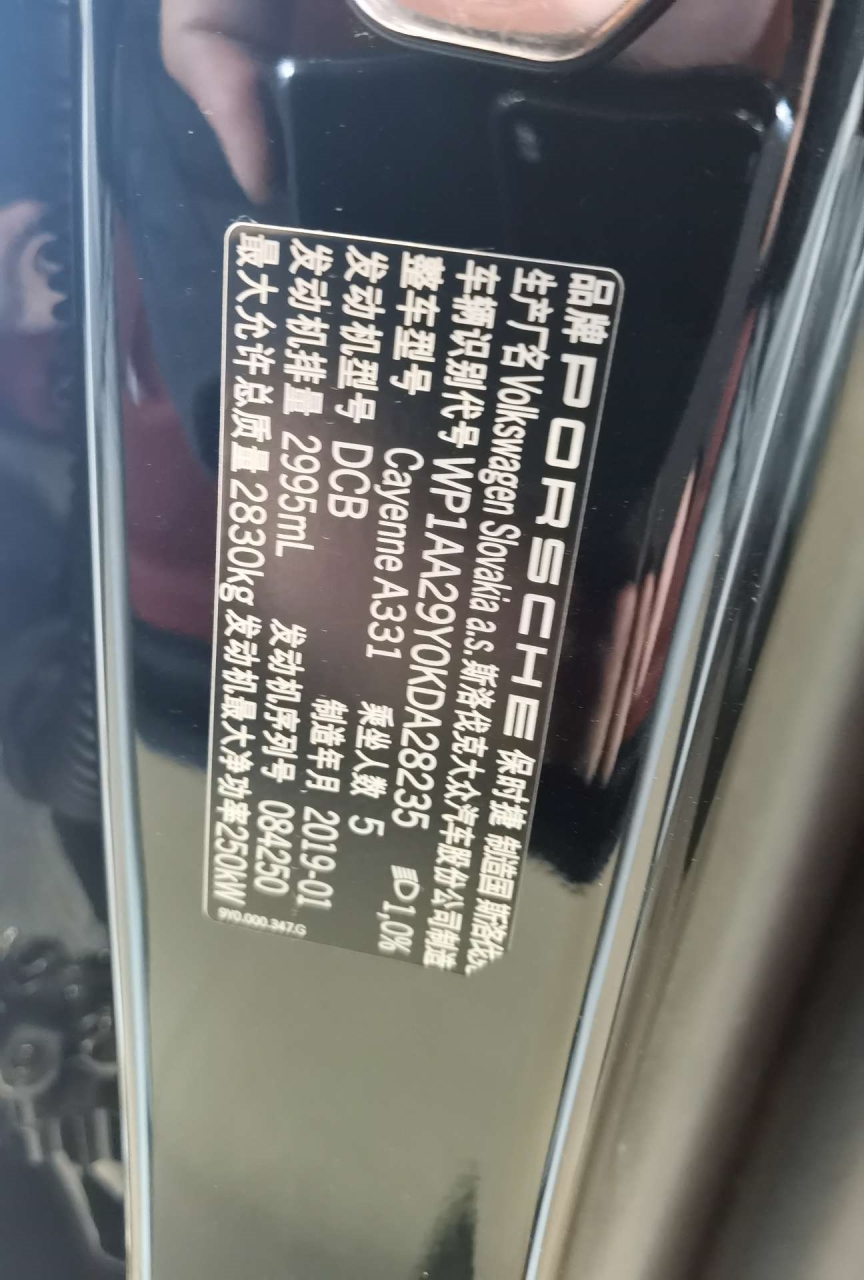 品牌 PORSCHE 保时捷 制造国 斯洛伐
生产厂名 Volkswagen Slovakia a.s. 斯洛伐克大众汽车股份公司制造
车辆识别代号 WP1AA29Y0KDA28235
整车型号 Cayenne A331 乘坐人数 5 1,0%
发动机型号 DCB 制造年月 2019-01
发动机排量 2995mL 发动机序列号 084250
最大允许总质量 2830kg 发动机最大净功率250kW
9Y0.000.347.G